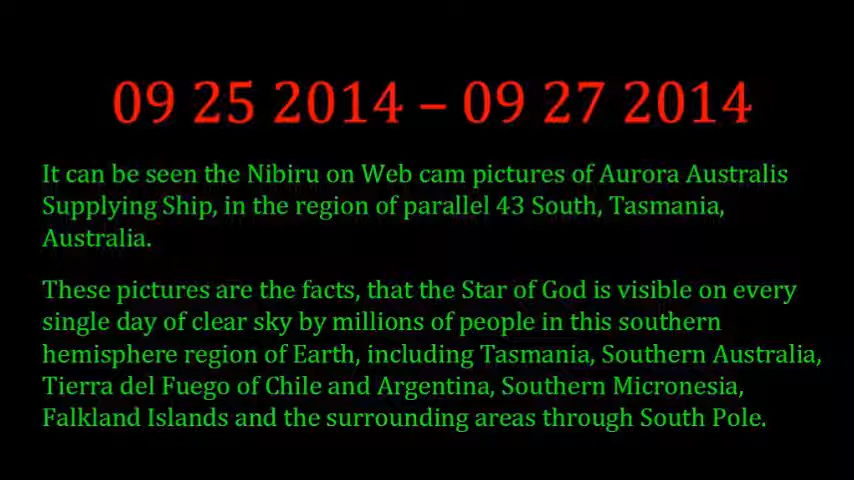 09 25 2014 – 09 27 2014
It can be seen the Nibiru on Web cam pictures of Aurora Australis
Supplying Ship, in the region of parallel 43 South, Tasmania,
Australia.
These pictures are the facts, that the Star of God is visible on every
single day of clear sky by millions of people in this southern
hemisphere region of Earth, including Tasmania, Southern Australia,
Tierra del Fuego of Chile and Argentina, Southern Micronesia,
Falkland Islands and the surrounding areas through South Pole.